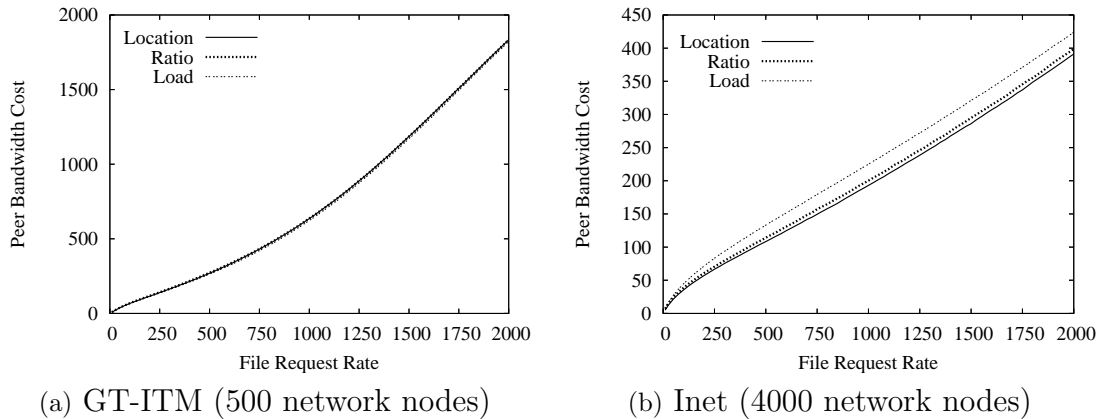 2000
1500
1000
500
0
Peer Bandwidth Cost
Location
Ratio
Load
0 250 500 750 1000 1250 1500 1750 2000
File Request Rate
(a) GT-ITM (500 network nodes)
450
400
350
300
250
200
150
100
50
0
Peer Bandwidth Cost
Location
Ratio
Load
0 250 500 750 1000 1250 1500 1750 2000
File Request Rate
(b) Inet (4000 network nodes)